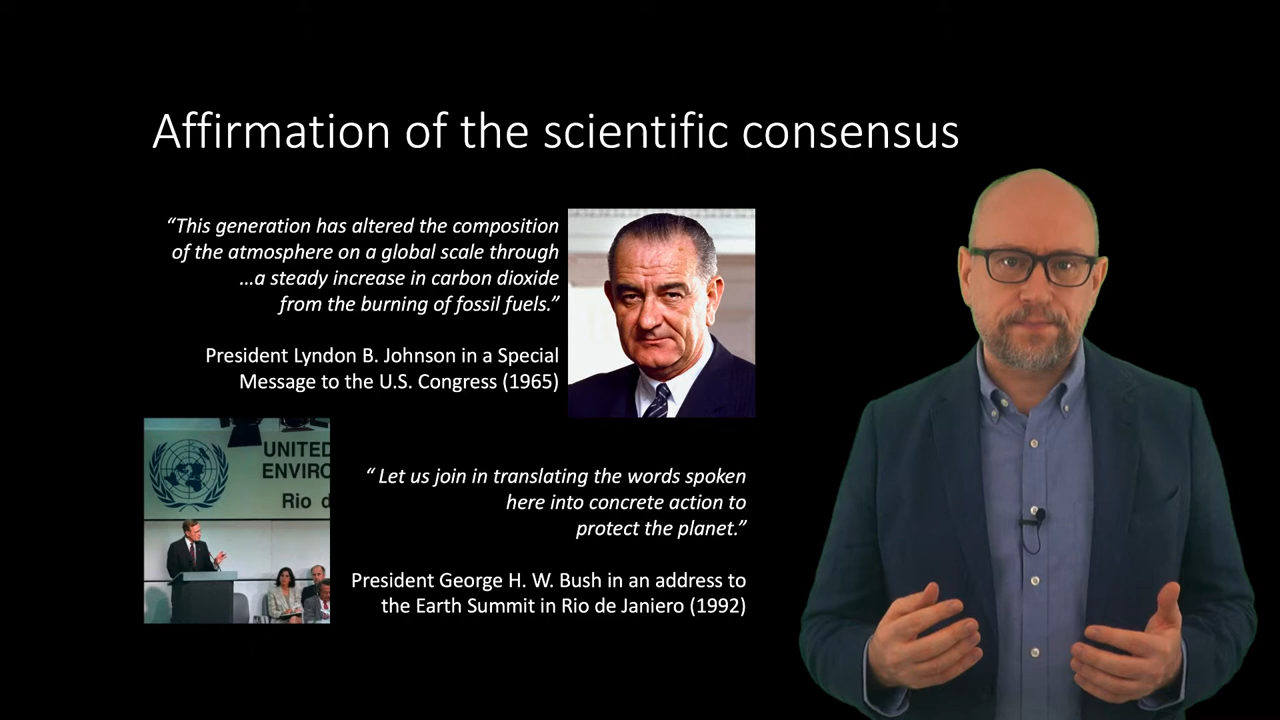 Affirmation of the scientific consensus
“This generation has altered the composition
of the atmosphere on a global scale through
…a steady increase in carbon dioxide
from the burning of fossil fuels.”
President Lyndon B. Johnson in a Special
Message to the U.S. Congress (1965)
UNITED
ENVIRO
Rio d
“ Let us join in translating the words spoken
here into concrete action to
protect the planet.”
President George H. W. Bush in an address to
the Earth Summit in Rio de Janiero (1992)